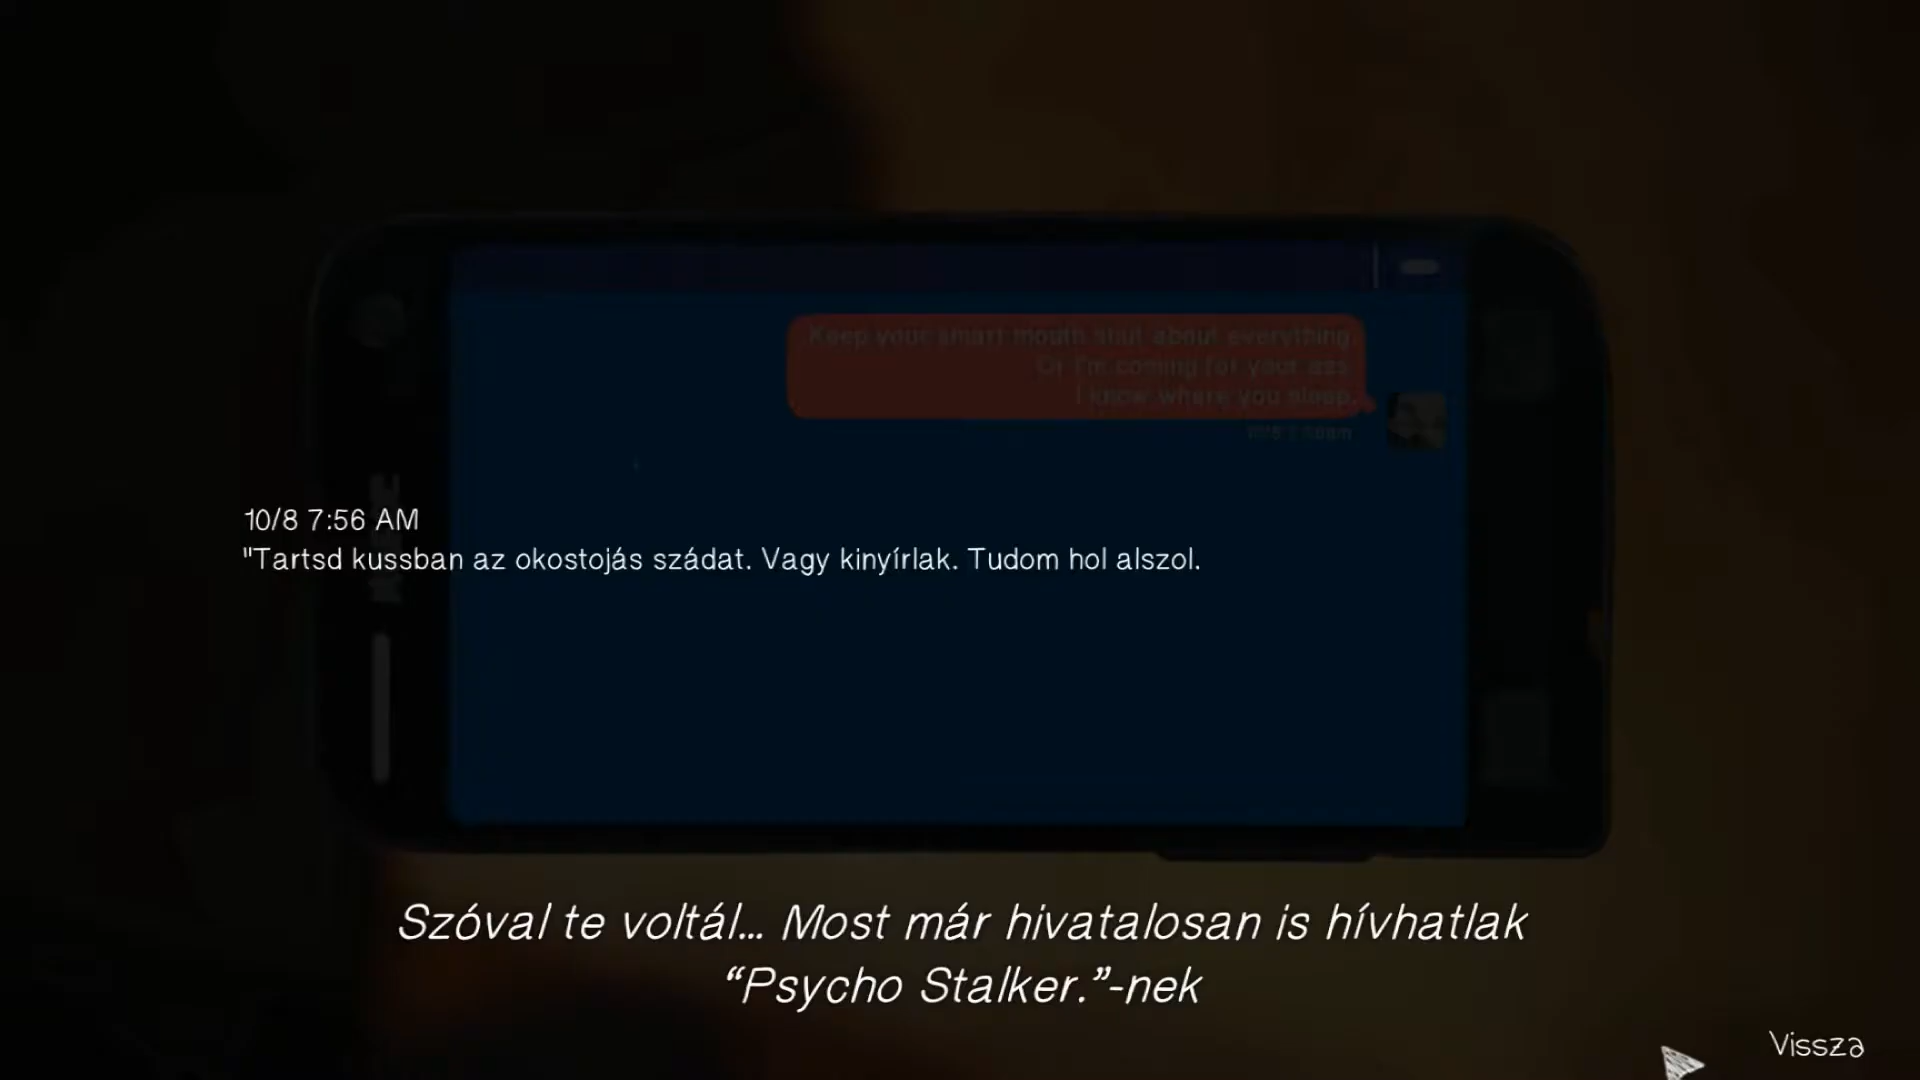 Keep your smart mouth shut about everything.
Or I'm coming for your ass.
I know where you sleep.
10/8 7:56 AM
"Tartsd kussban az okostojás szádat. Vagy kinyírlak. Tudom hol alszol.
Szóval te voltál... Most már hivatalosan is hívhatlak
“Psycho Stalker.”-nek
Vissza